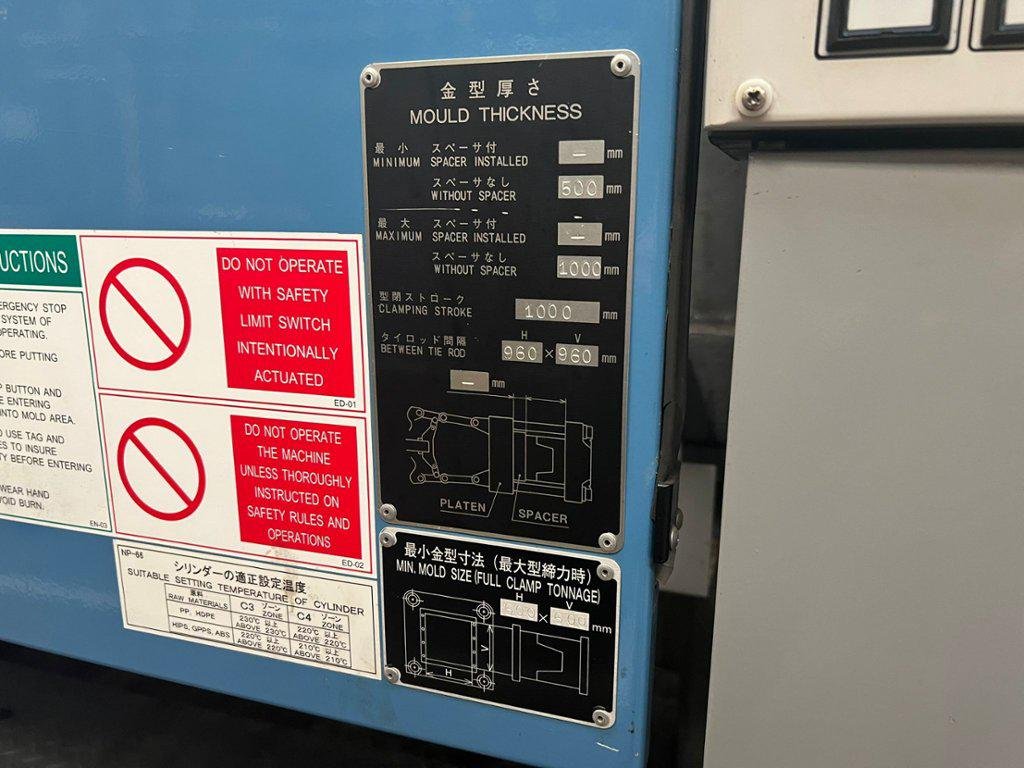 金型厚さ
MOULD THICKNESS
最小 スペーサ付
MINIMUM SPACER INSTALLED – mm
スペーサなし
WITHOUT SPACER 500 mm
最大 スペーサ付
MAXIMUM SPACER INSTALLED – mm
スペーサなし
WITHOUT SPACER 1000 mm
型閉ストローク
CLAMPING STROKE 1000 mm
タイロッド間隔 H V
BETWEEN TIE ROD 960 × 960 mm
– mm
PLATEN SPACER
UCTIONS
ERGENCY STOP
SYSTEM OF
OPERATING.
ORE PUTTING
P BUTTON AND
E ENTERING
INTO MOLD AREA.
USE TAG AND
ES TO INSURE
TY BEFORE ENTERING
WEAR HAND
VOID BURN.
EN-03
DO NOT OPERATE
WITH SAFETY
LIMIT SWITCH
INTENTIONALLY
ACTUATED
ED-01
DO NOT OPERATE
THE MACHINE
UNLESS THOROUGHLY
INSTRUCTED ON
SAFETY RULES AND
OPERATIONS
ED-02
NP-66
シリンダーの適正設定温度
SUITABLE SETTING TEMPERATURE OF CYLINDER
原料 C3 ゾーン C4 ゾーン
RAW MATERIALS ZONE ZONE
PP, HDPE 230℃ 以上 220℃ 以上
ABOVE 230℃ ABOVE 220℃
HIPS, GPPS, ABS 220℃ 以上 210℃ 以上
ABOVE 220℃ ABOVE 210℃
最小金型寸法（最大型締力時）
MIN. MOLD SIZE (FULL CLAMP TONNAGE)
H V
× mm
V
H